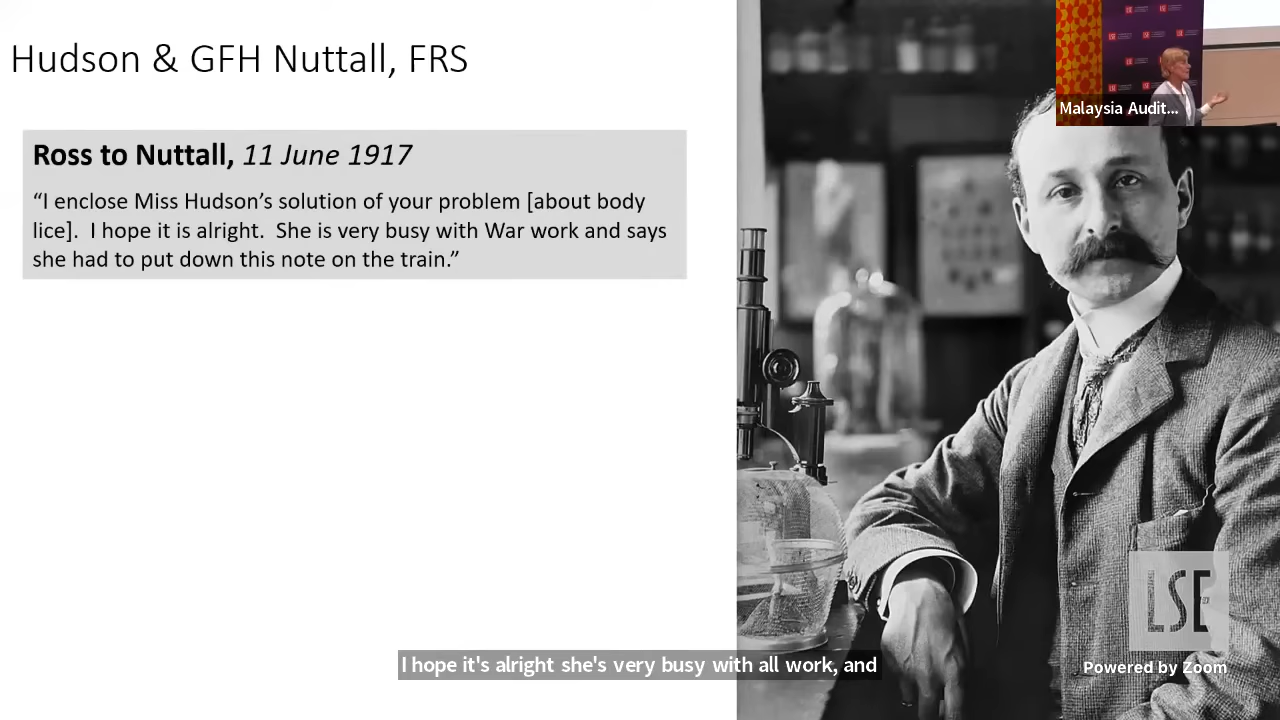 Hudson & GFH Nuttall, FRS
Ross to Nuttall, 11 June 1917
“I enclose Miss Hudson’s solution of your problem [about body
lice].  I hope it is alright.  She is very busy with War work and says
she had to put down this note on the train.”
Malaysia Audit...
LSE
Powered by Zoom
I hope it's alright she's very busy with all work, and